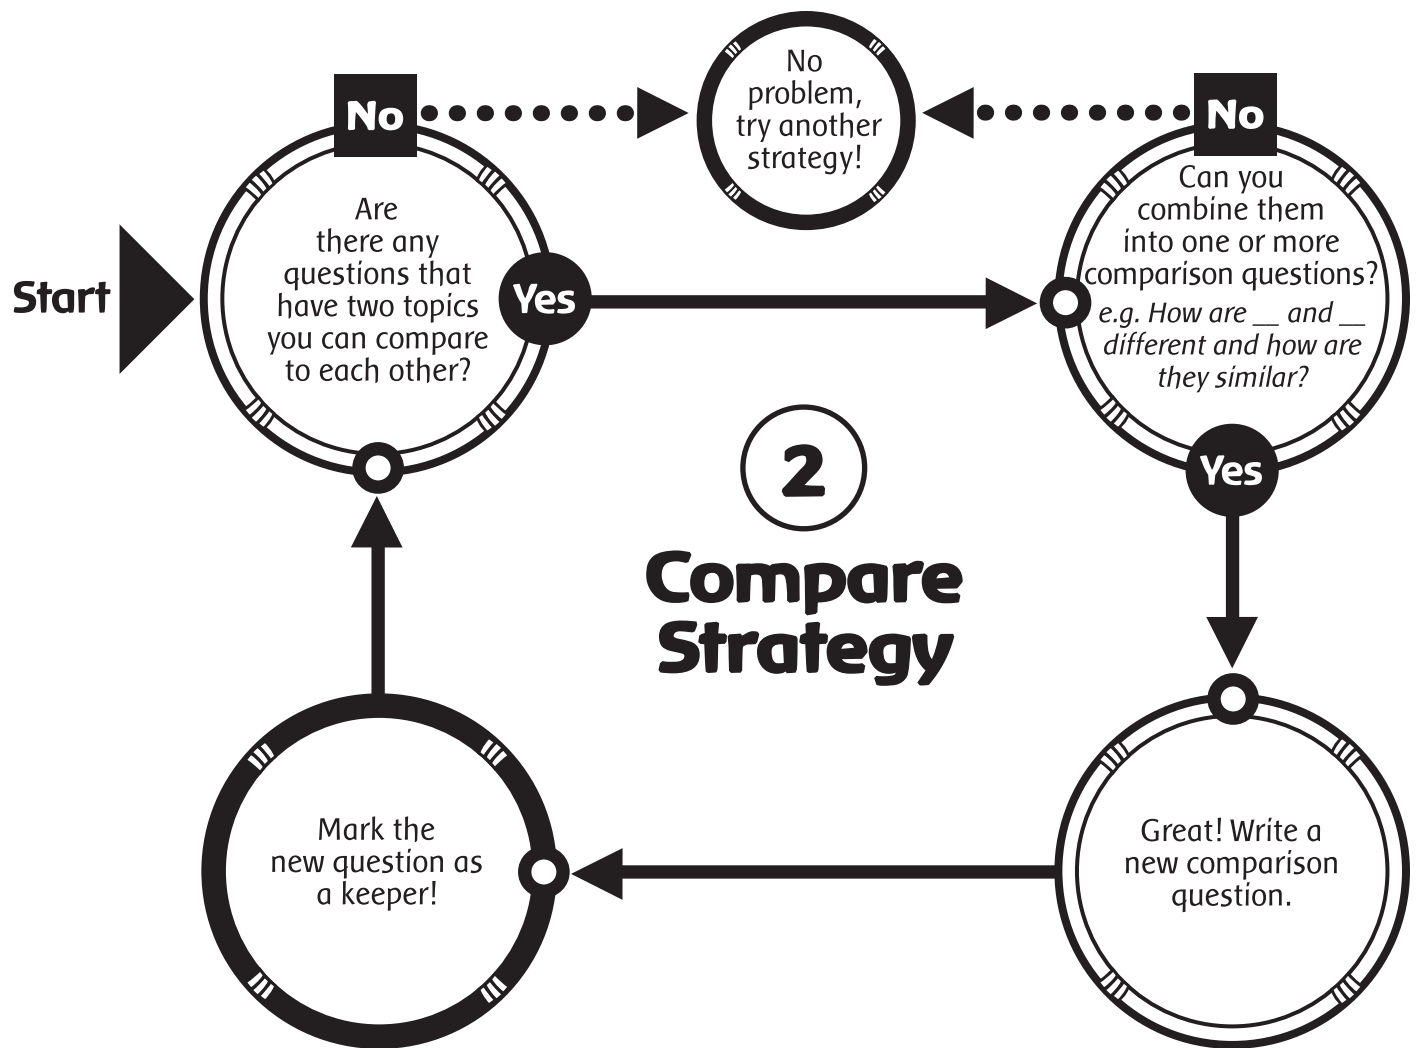 Start
No
Are
there any
questions that
have two topics
you can compare
to each other?
Yes
No
problem,
try another
strategy!
No
Can you
combine them
into one or more
comparison questions?
e.g. How are __ and __
different and how are
they similar?
Yes
2
Compare
Strategy
Great! Write a
new comparison
question.
Mark the
new question as
a keeper!